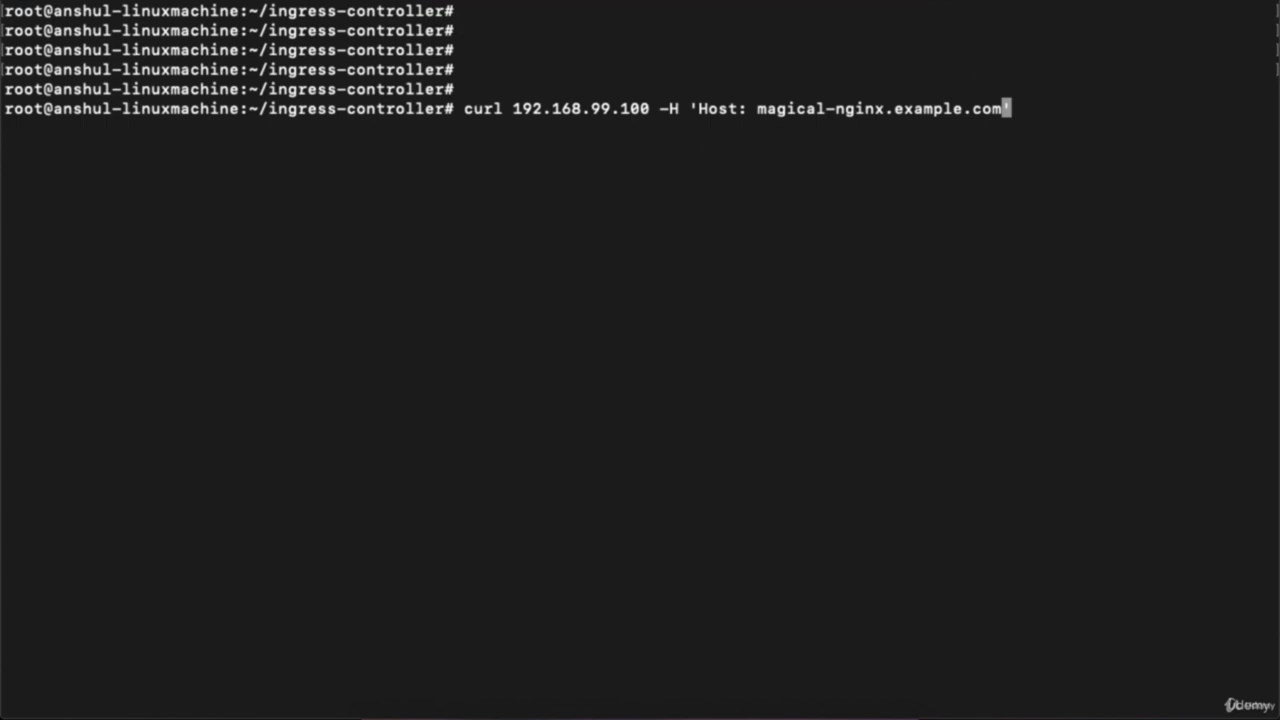 root@anshul-linuxmachine:~/ingress-controller#
root@anshul-linuxmachine:~/ingress-controller#
root@anshul-linuxmachine:~/ingress-controller#
root@anshul-linuxmachine:~/ingress-controller#
root@anshul-linuxmachine:~/ingress-controller#
root@anshul-linuxmachine:~/ingress-controller# curl 192.168.99.100 -H 'Host: magical-nginx.example.com'
Udemy